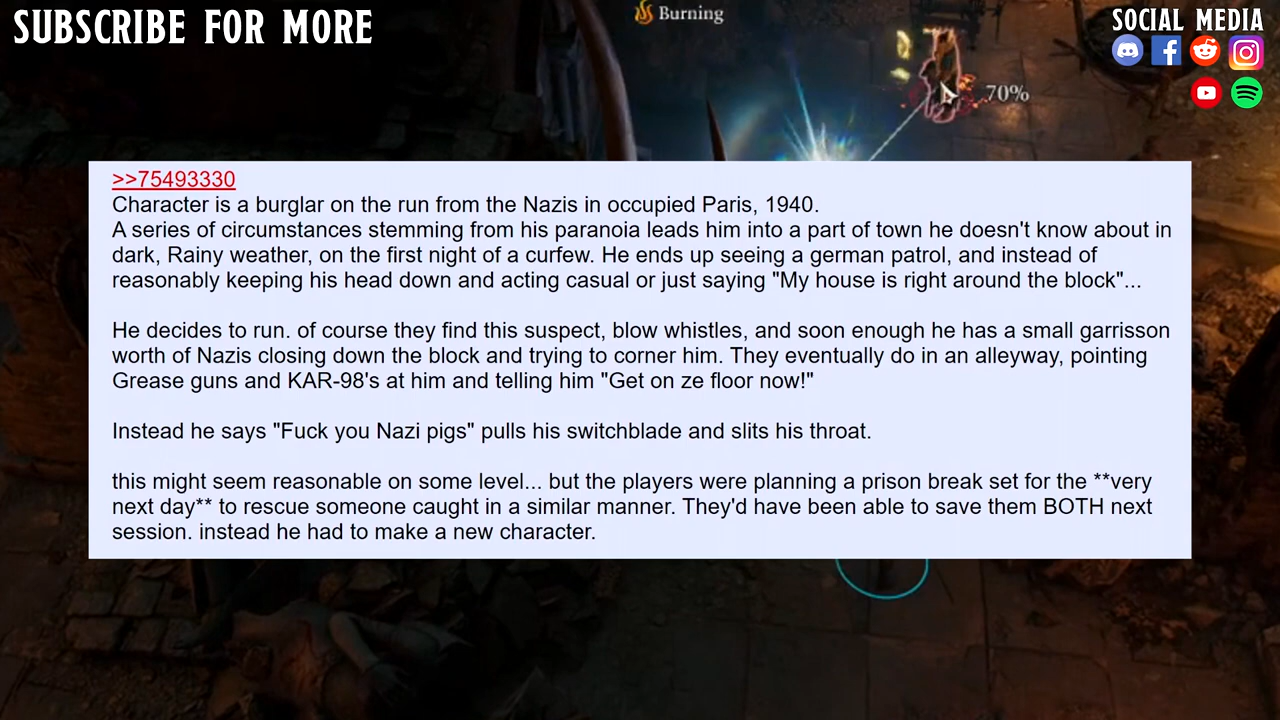 SUBSCRIBE FOR MORE
Burning
SOCIAL MEDIA
70%
>>75493330
Character is a burglar on the run from the Nazis in occupied Paris, 1940.
A series of circumstances stemming from his paranoia leads him into a part of town he doesn't know about in
dark, Rainy weather, on the first night of a curfew. He ends up seeing a german patrol, and instead of
reasonably keeping his head down and acting casual or just saying "My house is right around the block"...
He decides to run. of course they find this suspect, blow whistles, and soon enough he has a small garrisson
worth of Nazis closing down the block and trying to corner him. They eventually do in an alleyway, pointing
Grease guns and KAR-98's at him and telling him "Get on ze floor now!"
Instead he says "Fuck you Nazi pigs" pulls his switchblade and slits his throat.
this might seem reasonable on some level... but the players were planning a prison break set for the **very
next day** to rescue someone caught in a similar manner. They'd have been able to save them BOTH next
session. instead he had to make a new character.